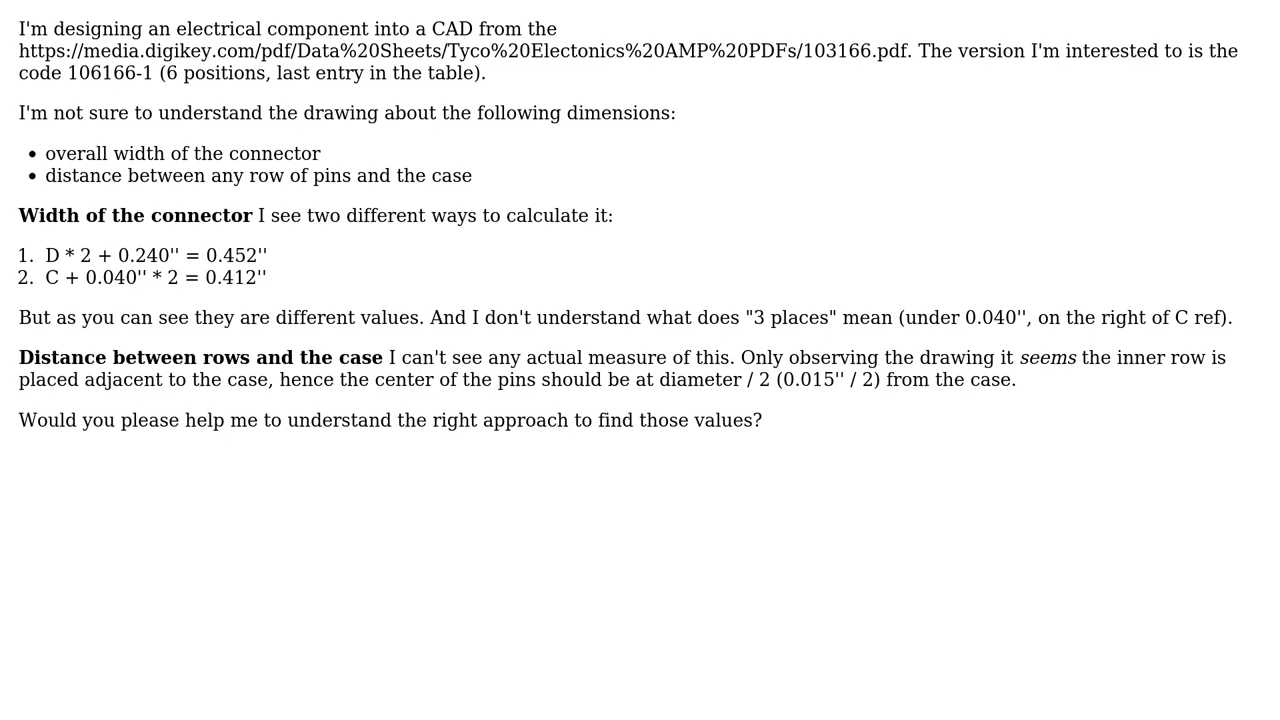 I'm designing an electrical component into a CAD from the
https://media.digikey.com/pdf/Data%20Sheets/Tyco%20Electonics%20AMP%20PDFs/103166.pdf. The version I'm interested to is the
code 106166-1 (6 positions, last entry in the table).
I'm not sure to understand the drawing about the following dimensions:
• overall width of the connector
• distance between any row of pins and the case
Width of the connector I see two different ways to calculate it:
1. D * 2 + 0.240'' = 0.452''
2. C + 0.040'' * 2 = 0.412''
But as you can see they are different values. And I don't understand what does "3 places" mean (under 0.040'', on the right of C ref).
Distance between rows and the case I can't see any actual measure of this. Only observing the drawing it seems the inner row is
placed adjacent to the case, hence the center of the pins should be at diameter / 2 (0.015'' / 2) from the case.
Would you please help me to understand the right approach to find those values?